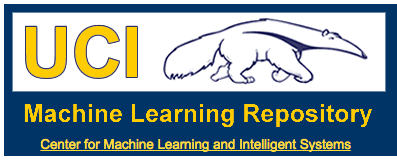 UCI
Machine Learning Repository
Center for Machine Learning and Intelligent Systems